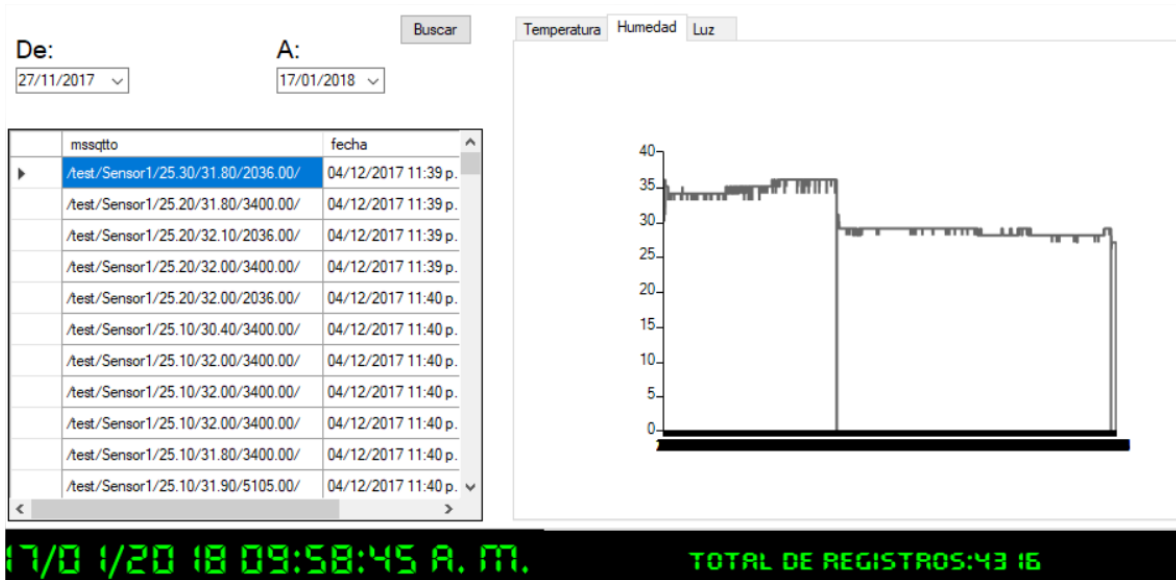 Buscar
De:
A:
27/11/2017
17/01/2018
mssqtto fecha
/test/Sensor1/25.30/31.80/2036.00/ 04/12/2017 11:39 p.
/test/Sensor1/25.20/31.80/3400.00/ 04/12/2017 11:39 p.
/test/Sensor1/25.20/32.10/2036.00/ 04/12/2017 11:39 p.
/test/Sensor1/25.20/32.00/3400.00/ 04/12/2017 11:39 p.
/test/Sensor1/25.20/32.00/2036.00/ 04/12/2017 11:40 p.
/test/Sensor1/25.10/30.40/3400.00/ 04/12/2017 11:40 p.
/test/Sensor1/25.10/32.00/3400.00/ 04/12/2017 11:40 p.
/test/Sensor1/25.10/32.00/3400.00/ 04/12/2017 11:40 p.
/test/Sensor1/25.10/32.00/3400.00/ 04/12/2017 11:40 p.
/test/Sensor1/25.10/31.80/3400.00/ 04/12/2017 11:40 p.
/test/Sensor1/25.10/31.90/5105.00/ 04/12/2017 11:40 p.
Temperatura Humedad Luz
40
35
30
25
20
15
10
5
0
17/01/2018 09:58:45 A. M.
TOTAL DE REGISTROS:4316